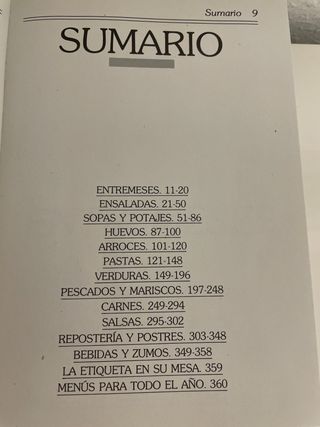 Sumario 9
SUMARIO
ENTREMESES. 11-20
ENSALADAS. 21-50
SOPAS Y POTAJES. 51-86
HUEVOS. 87-100
ARROCES. 101-120
PASTAS. 121-148
VERDURAS. 149-196
PESCADOS Y MARISCOS. 197-248
CARNES. 249-294
SALSAS. 295-302
REPOSTERÍA Y POSTRES. 303-348
BEBIDAS Y ZUMOS. 349-358
LA ETIQUETA EN SU MESA. 359
MENÚS PARA TODO EL AÑO. 360